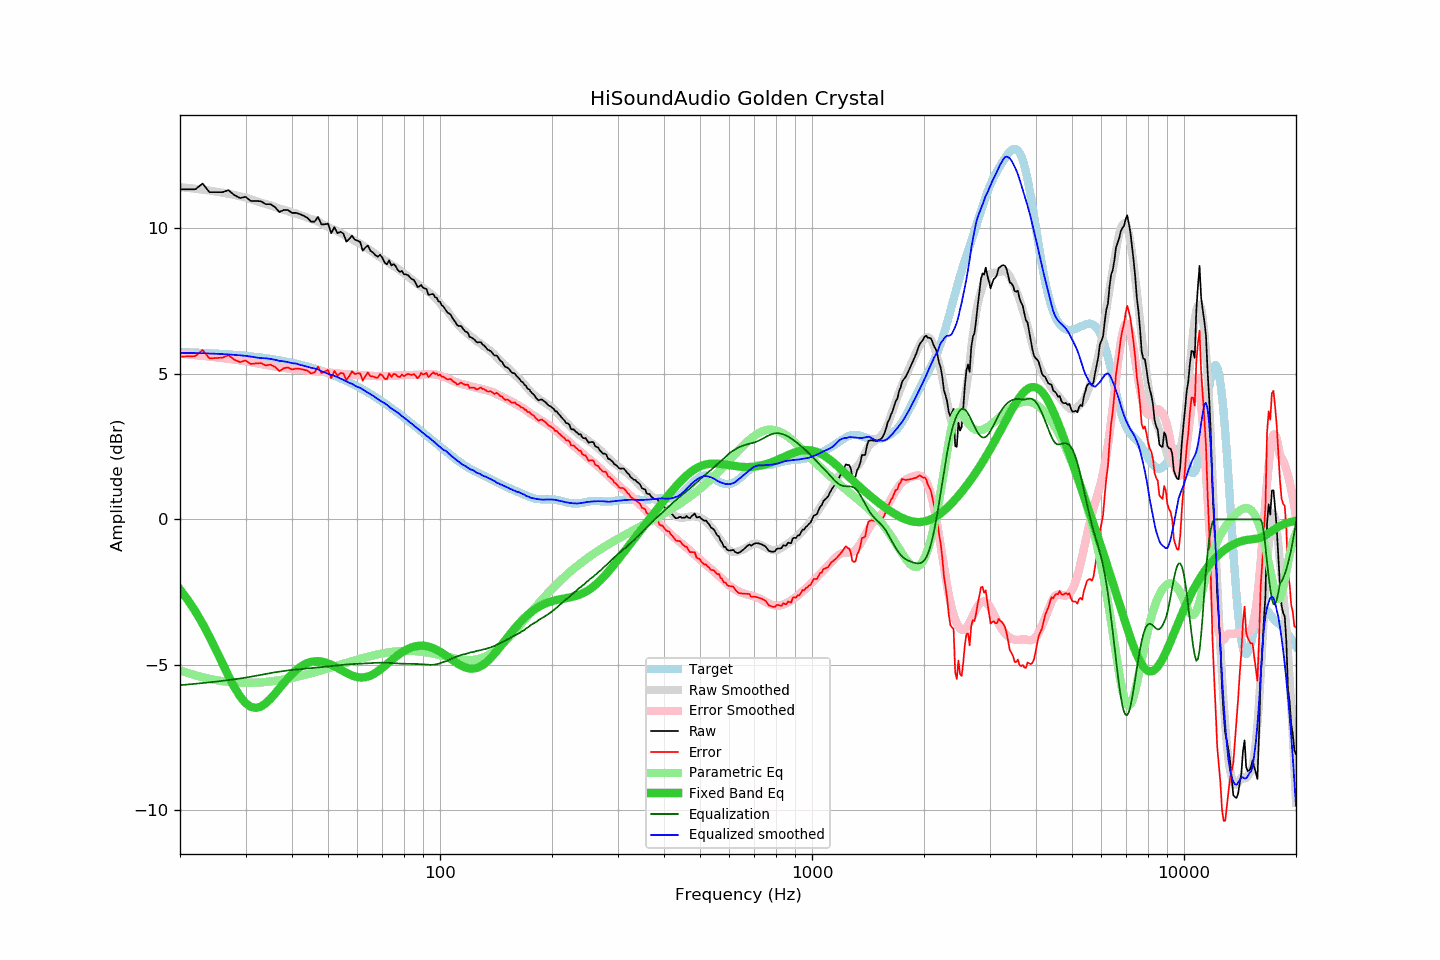 HiSoundAudio Golden Crystal
Amplitude (dBr)
10
5
0
−5
−10
100
1000
10000
Frequency (Hz)
Target
Raw Smoothed
Error Smoothed
Raw
Error
Parametric Eq
Fixed Band Eq
Equalization
Equalized smoothed